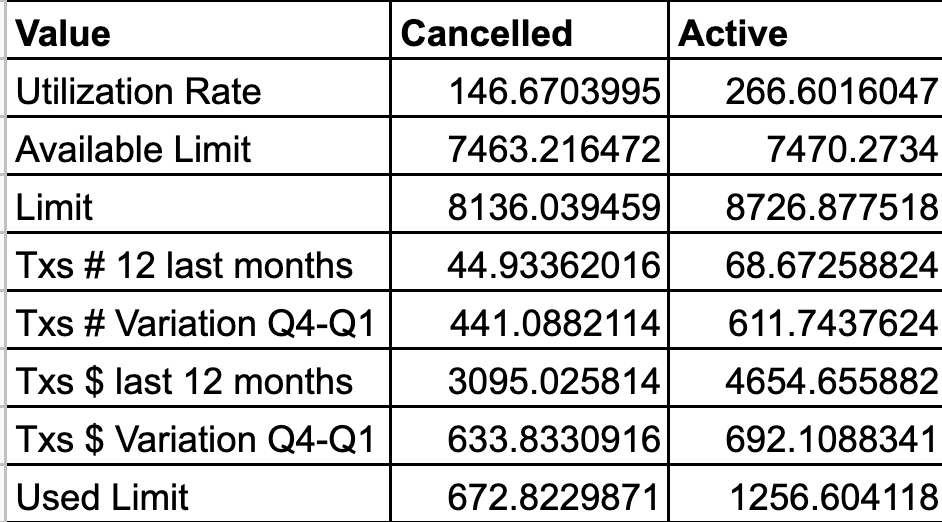 Value Cancelled Active
Utilization Rate 146.6703995 266.6016047
Available Limit 7463.216472 7470.2734
Limit 8136.039459 8726.877518
Txs # 12 last months 44.93362016 68.67258824
Txs # Variation Q4-Q1 441.0882114 611.7437624
Txs $ last 12 months 3095.025814 4654.655882
Txs $ Variation Q4-Q1 633.8330916 692.1088341
Used Limit 672.8229871 1256.604118